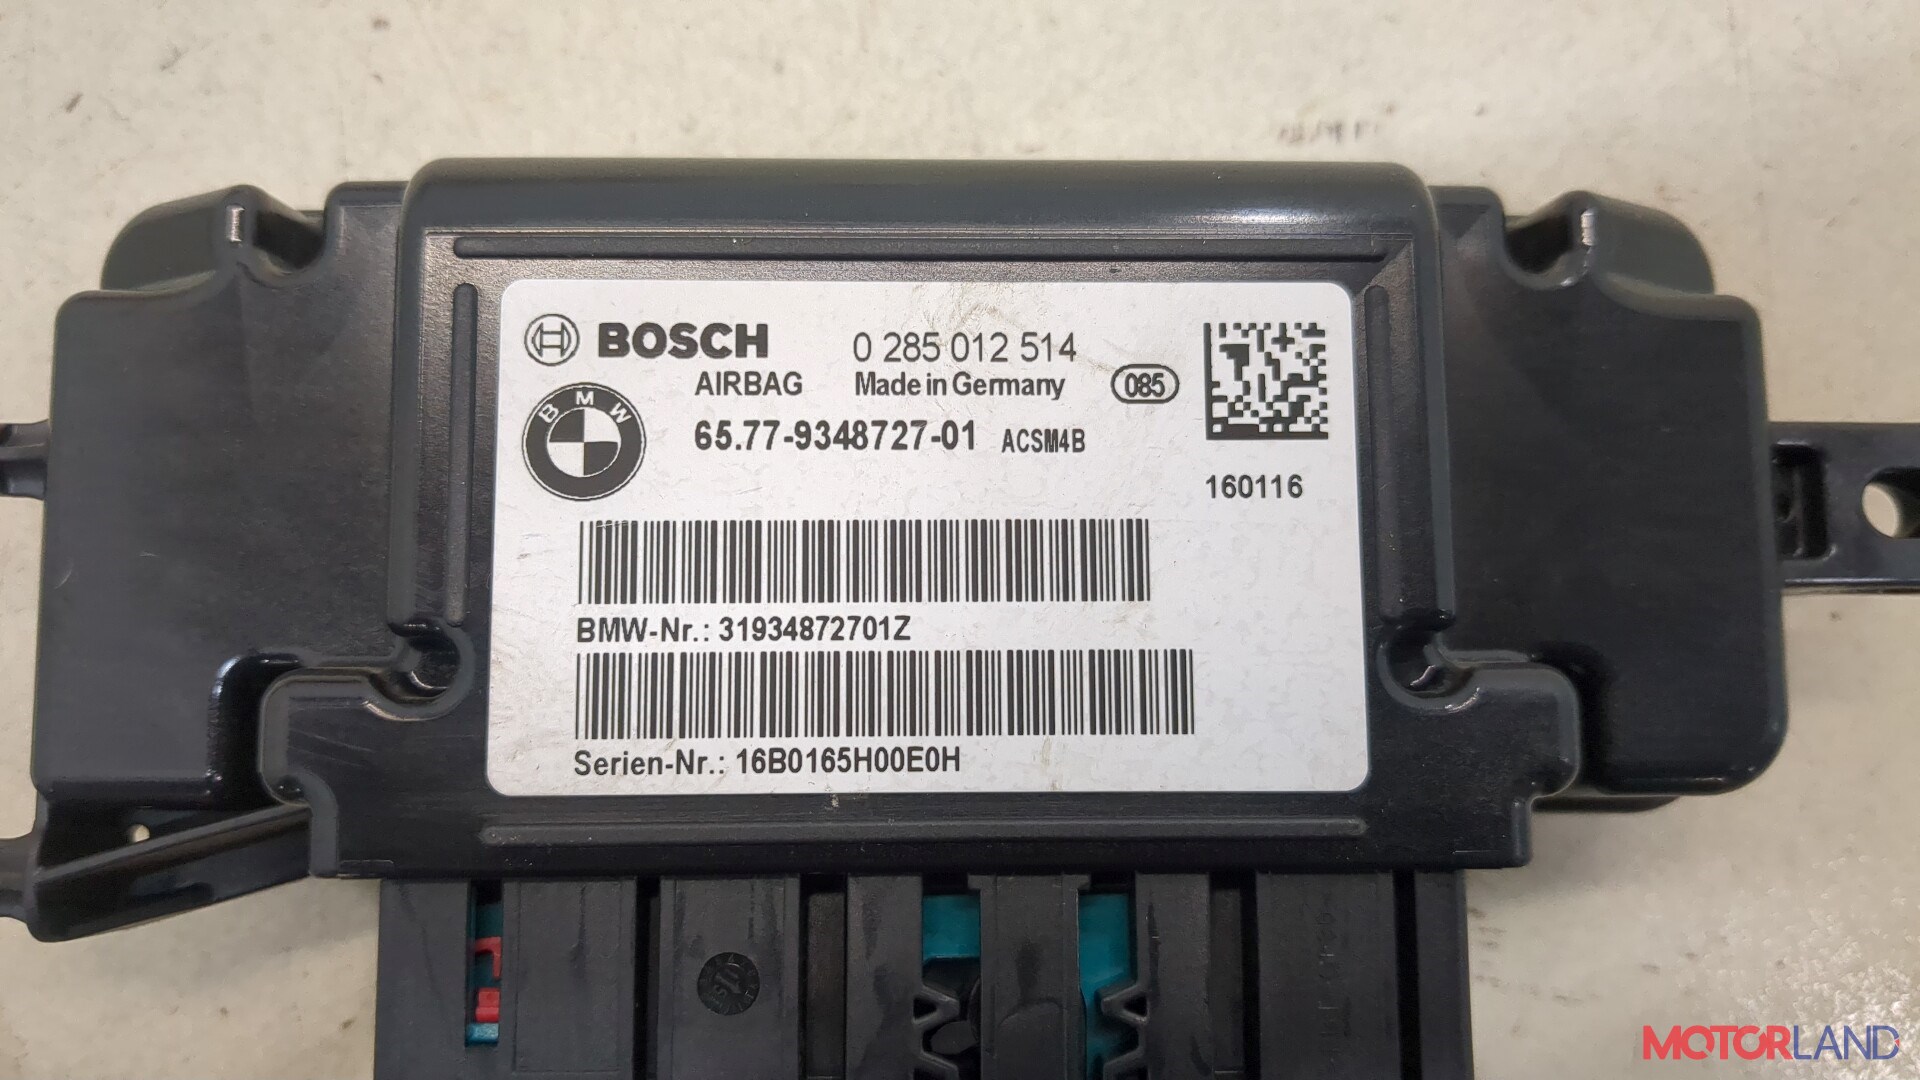 BOSCH 0 285 012 514
AIRBAG Made in Germany 085
BMW
65.77-9348727-01 ACSM4B
160116
BMW-Nr.: 31934872701Z
Serien-Nr.: 16B0165H00E0H
MOTORLAND